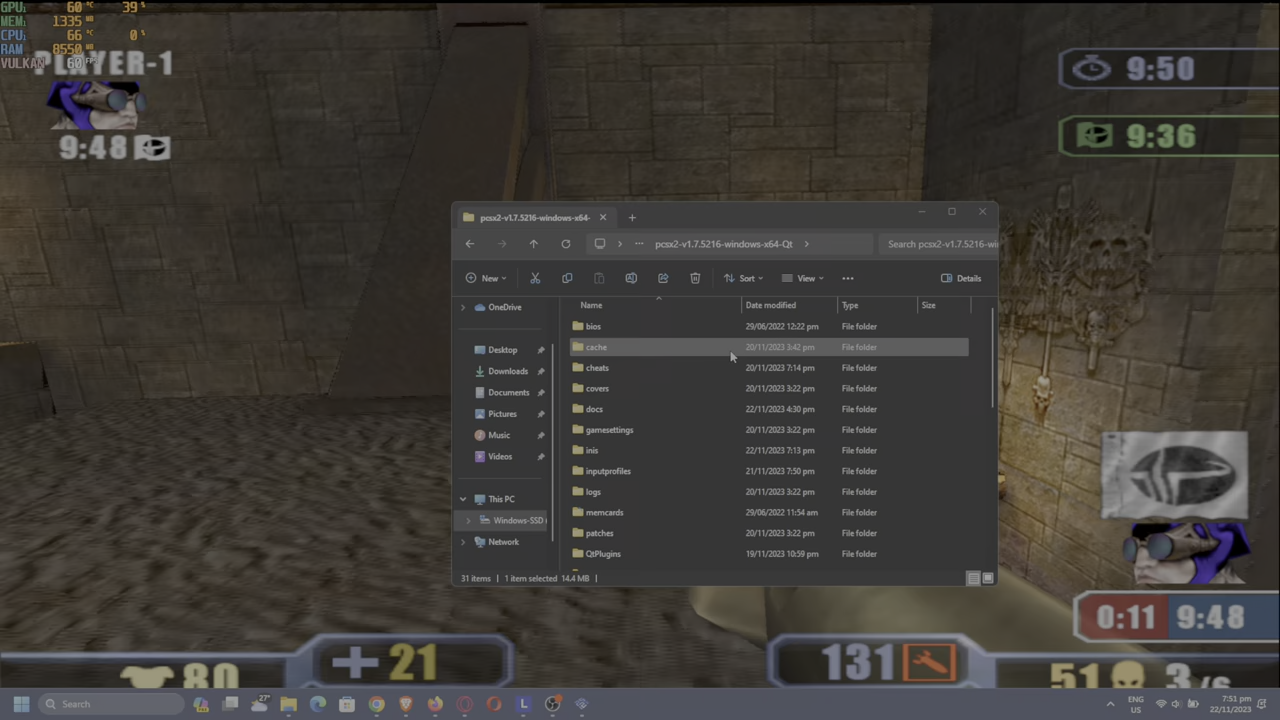 GPU: 60 °C 39 %
MEM: 1335 MB
CPU: 66 °C 0 %
RAM 8550 MB
VULKAN 60 FPS
PLAYER-1
9:48
9:50
9:36
pcsx2-v1.7.5216-windows-x64-
pcsx2-v1.7.5216-windows-x64-Qt
Search pcsx2-v1.7.5216-wi
New
Sort
View
Details
Name Date modified Type Size
OneDrive
Desktop
Downloads
Documents
Pictures
Music
Videos
This PC
Windows-SSD
Network
bios 29/06/2022 12:22 pm File folder
cache 20/11/2023 3:42 pm File folder
cheats 20/11/2023 7:14 pm File folder
covers 20/11/2023 3:22 pm File folder
docs 22/11/2023 4:30 pm File folder
gamesettings 20/11/2023 3:22 pm File folder
inis 22/11/2023 7:13 pm File folder
inputprofiles 21/11/2023 7:50 pm File folder
logs 20/11/2023 3:22 pm File folder
memcards 29/06/2022 11:54 am File folder
patches 20/11/2023 3:22 pm File folder
QtPlugins 19/11/2023 10:59 pm File folder
31 items 1 item selected 14.4 MB
0:11 9:48
80
+21
131
51
3/6
Search
27°
L
ENG
US
7:51 pm
22/11/2023